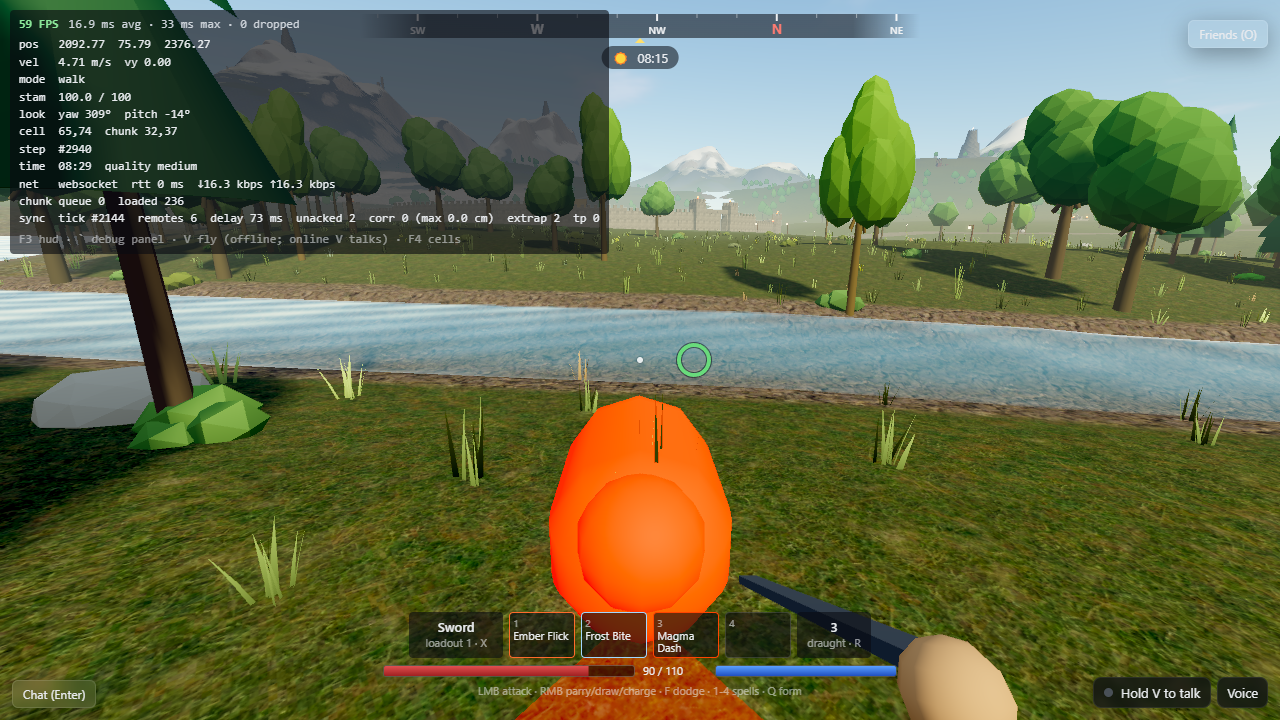 59 FPS 16.9 ms avg · 33 ms max · 0 dropped
pos 2092.77 75.79 2376.27
vel 4.71 m/s vy 0.00
mode walk
stam 100.0 / 100
look yaw 309° pitch -14°
cell 65,74 chunk 32,37
step #2940
time 08:29 quality medium
net websocket rtt 0 ms ↓16.3 kbps ↑16.3 kbps
chunk queue 0 loaded 236
sync tick #2144 remotes 6 delay 73 ms unacked 2 corr 0 (max 0.0 cm) extrap 2 tp 0
F3 hud · ` debug panel · V fly (offline; online V talks) · F4 cells
SW W NW N NE
08:15
Friends (O)
Sword
loadout 1 · X
1
Ember Flick
2
Frost Bite
3
Magma Dash
4
3
draught · R
90 / 110
LMB attack · RMB parry/draw/charge · F dodge · 1-4 spells · Q form
Chat (Enter)
Hold V to talk
Voice